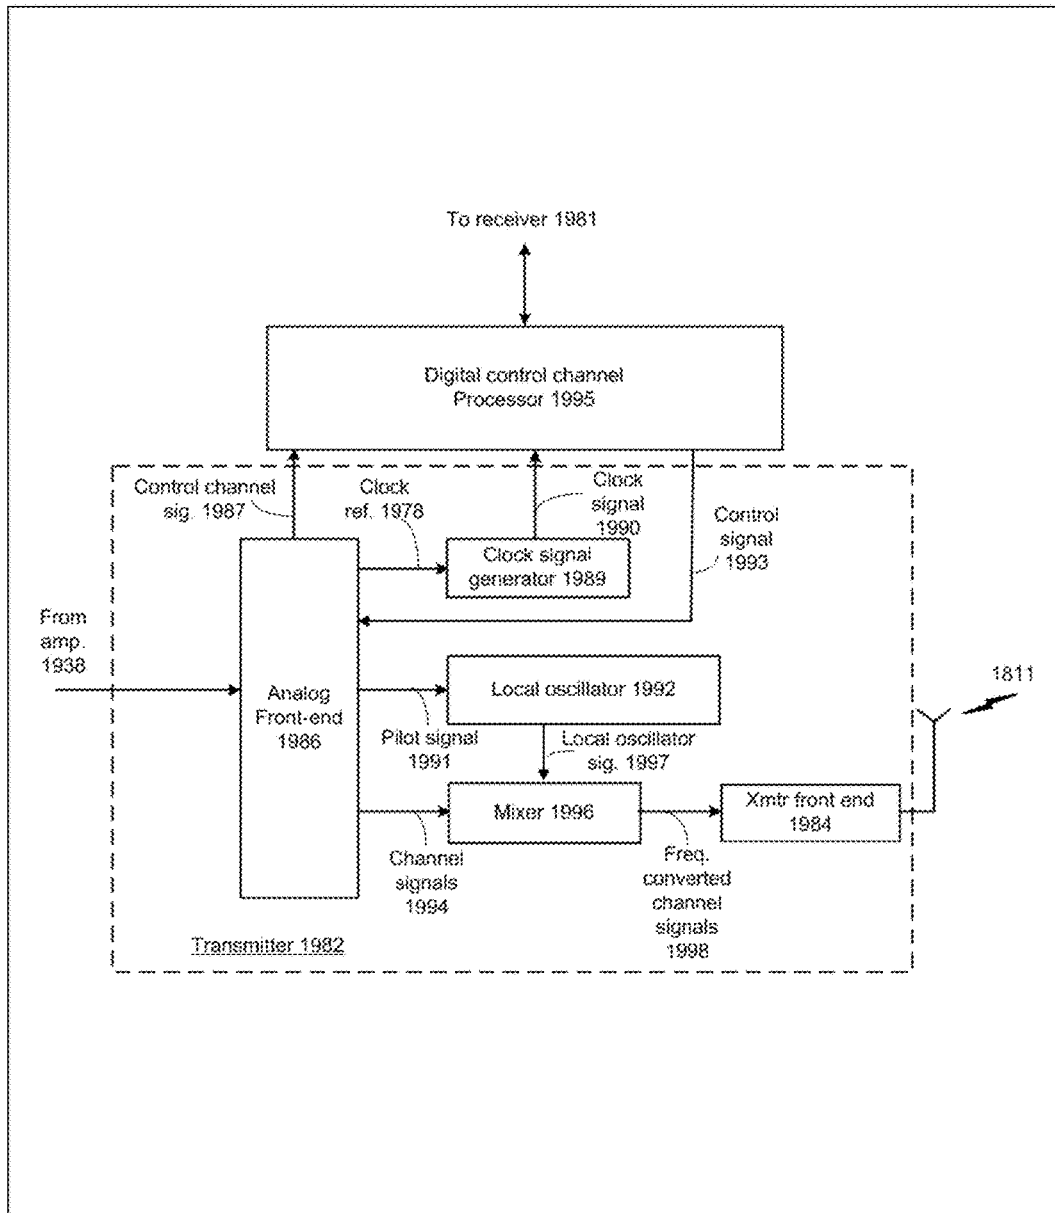 To receiver 1981
Digital control channel
Processor 1995
Control channel
sig. 1987
Clock
ref. 1978
Clock
signal
1990
Control
signal
1993
Clock signal
generator 1989
From
amp.
1938
Analog
Front-end
1986
Local oscillator 1992
1811
Pilot signal
1991
Local oscillator
sig. 1997
Mixer 1996
Xmtr front end
1984
Channel
signals
1994
Freq.
converted
channel
signals
1998
Transmitter 1982